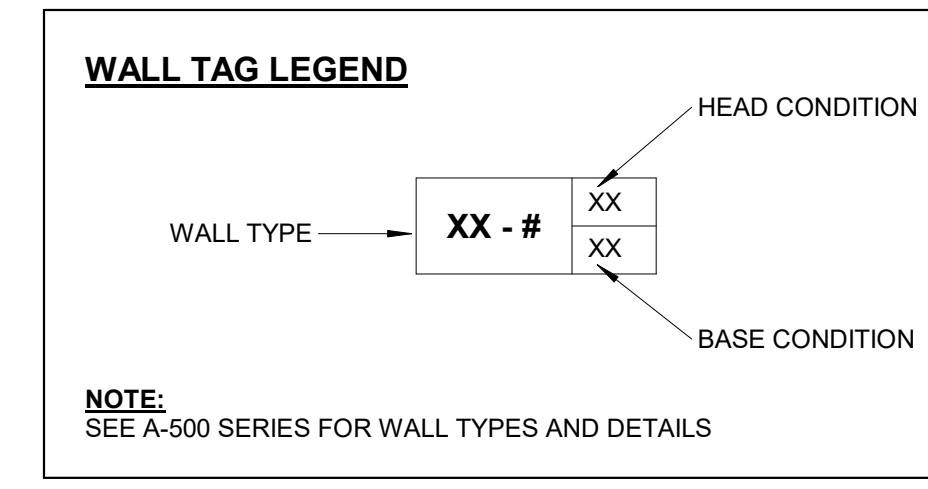 WALL TAG LEGEND
HEAD CONDITION
WALL TYPE
XX - #
XX
XX
BASE CONDITION
NOTE:
SEE A-500 SERIES FOR WALL TYPES AND DETAILS